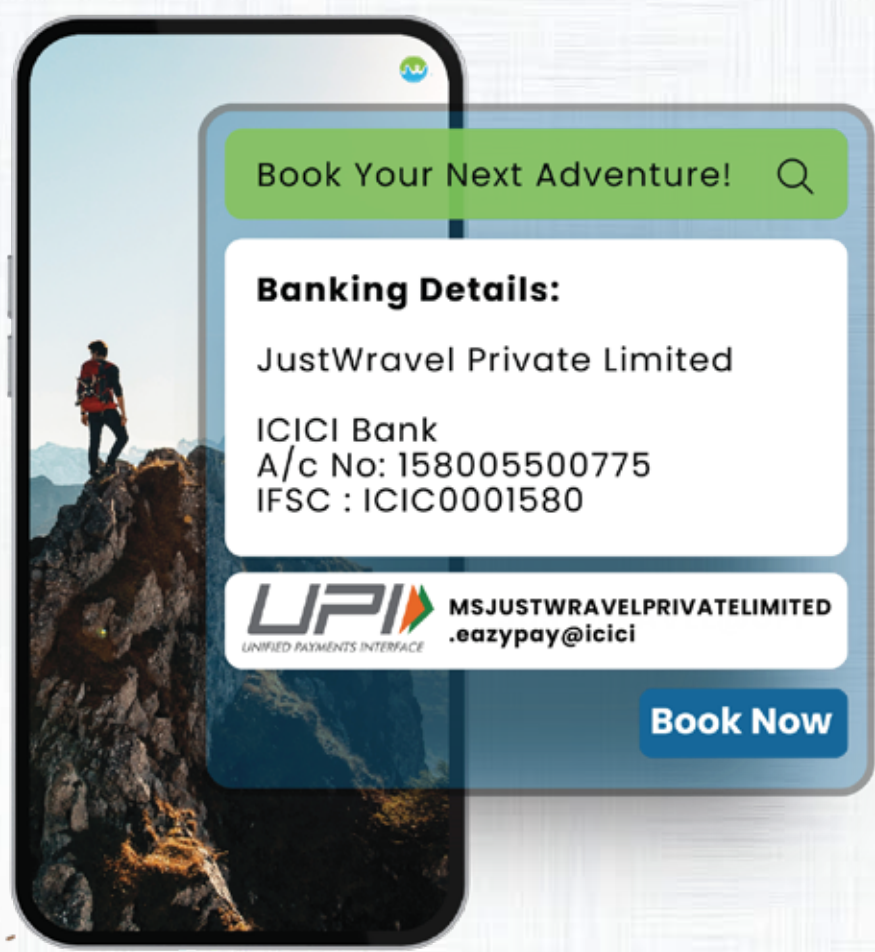 Book Your Next Adventure!
Banking Details:
JustWravel Private Limited
ICICI Bank
A/c No: 158005500775
IFSC : ICIC0001580
UPI
UNIFIED PAYMENTS INTERFACE
MSJUSTWRAVELPRIVATELIMITED
.eazypay@icici
Book Now